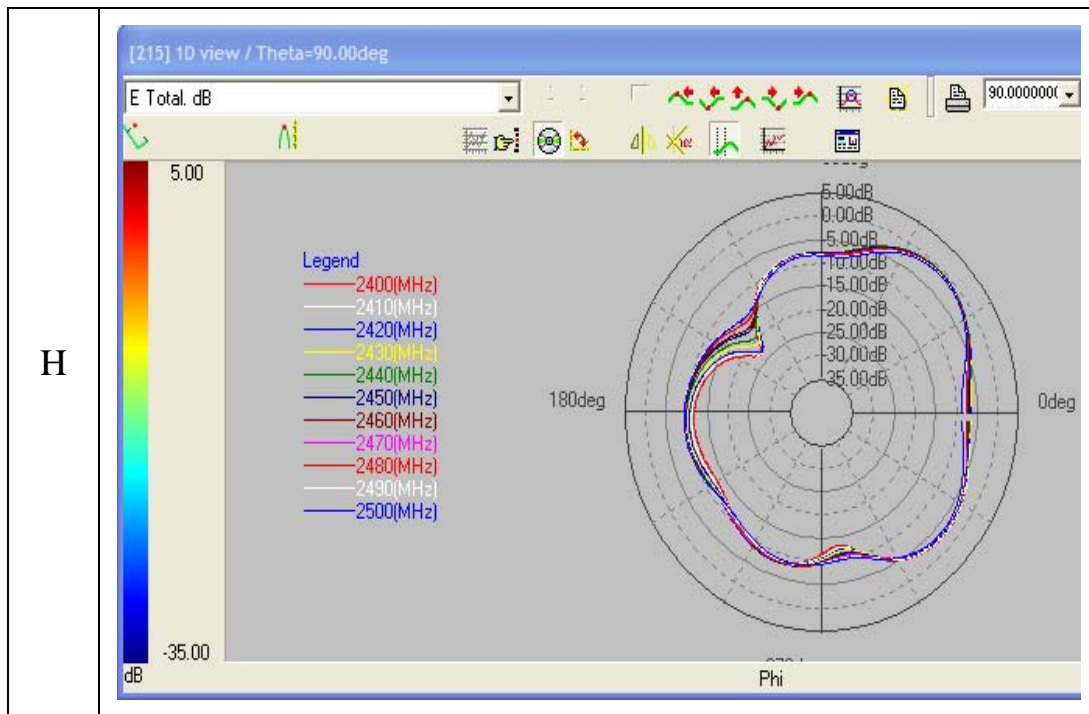 H
[215] 1D view / Theta=90.00deg
E Total. dB
90.0000000
5.00
-35.00
dB
Legend
2400(MHz)
2410(MHz)
2420(MHz)
2430(MHz)
2440(MHz)
2450(MHz)
2460(MHz)
2470(MHz)
2480(MHz)
2490(MHz)
2500(MHz)
5.00dB
0.00dB
5.00dB
10.00dB
15.00dB
20.00dB
25.00dB
30.00dB
35.00dB
180deg
0deg
Phi